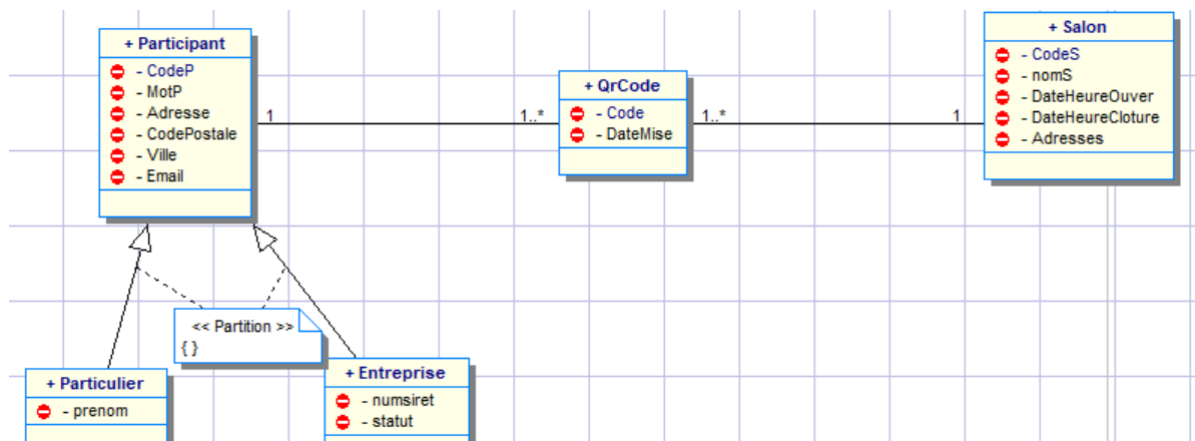 + Participant
- CodeP
- MotP
- Adresse
- CodePostale
- Ville
- Email
1
1..*
+ QrCode
- Code
- DateMise
1..*
1
+ Salon
- CodeS
- nomS
- DateHeureOuver
- DateHeureCloture
- Adresses
<< Partition >>
{ }
+ Particulier
- prenom
+ Entreprise
- numsiret
- statut